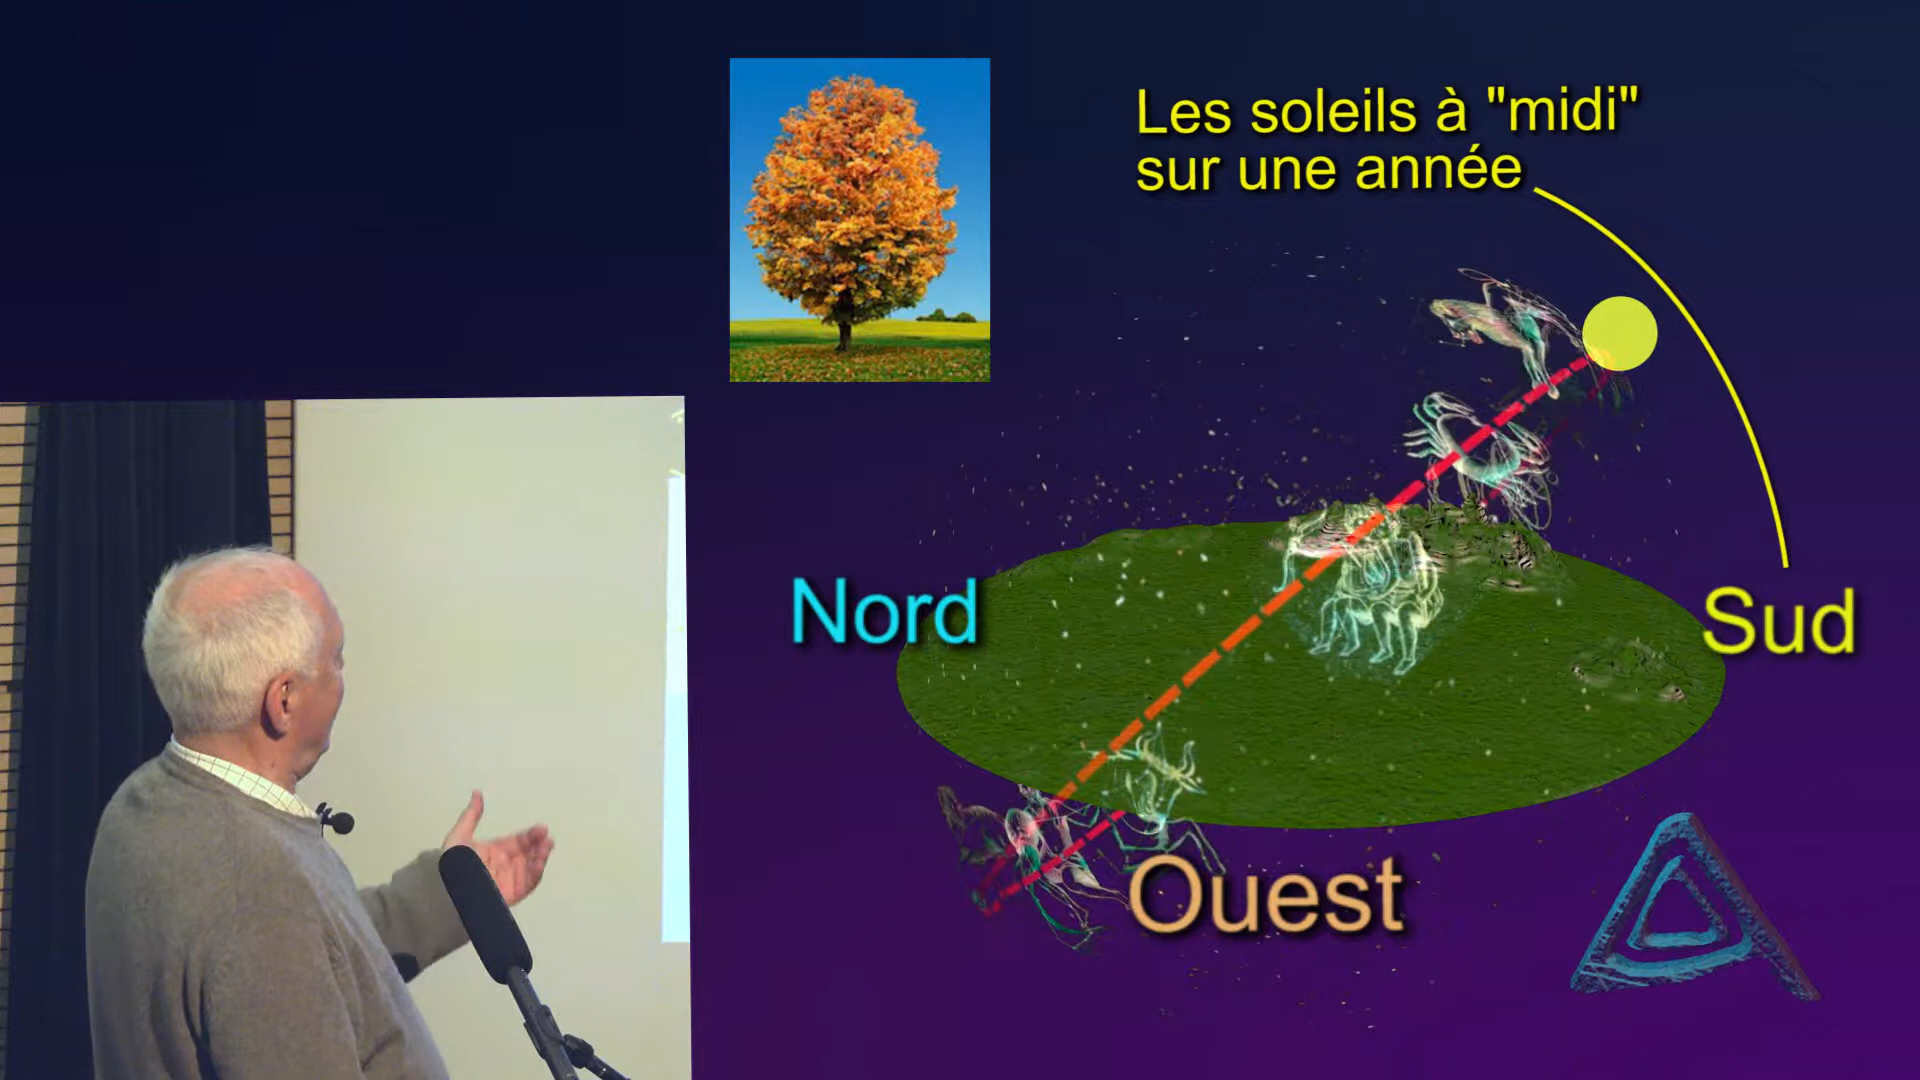 Les soleils à "midi"
sur une année
Nord
Sud
Ouest